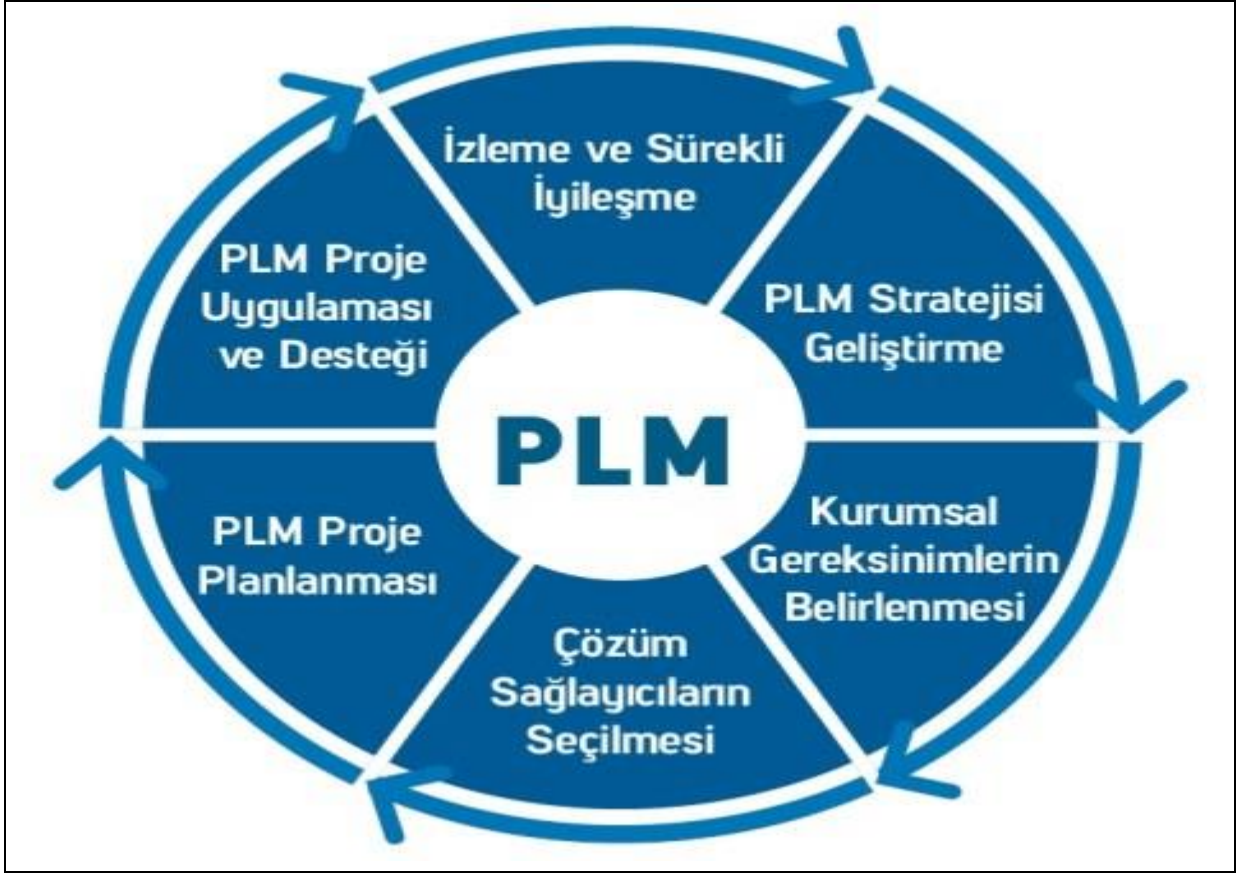 İzleme ve Sürekli
İyileşme
PLM Stratejisi
Geliştirme
Kurumsal
Gereksinimlerin
Belirlenmesi
Çözüm
Sağlayıcıların
Seçilmesi
PLM Proje
Planlanması
PLM Proje
Uygulaması
ve Desteği
PLM